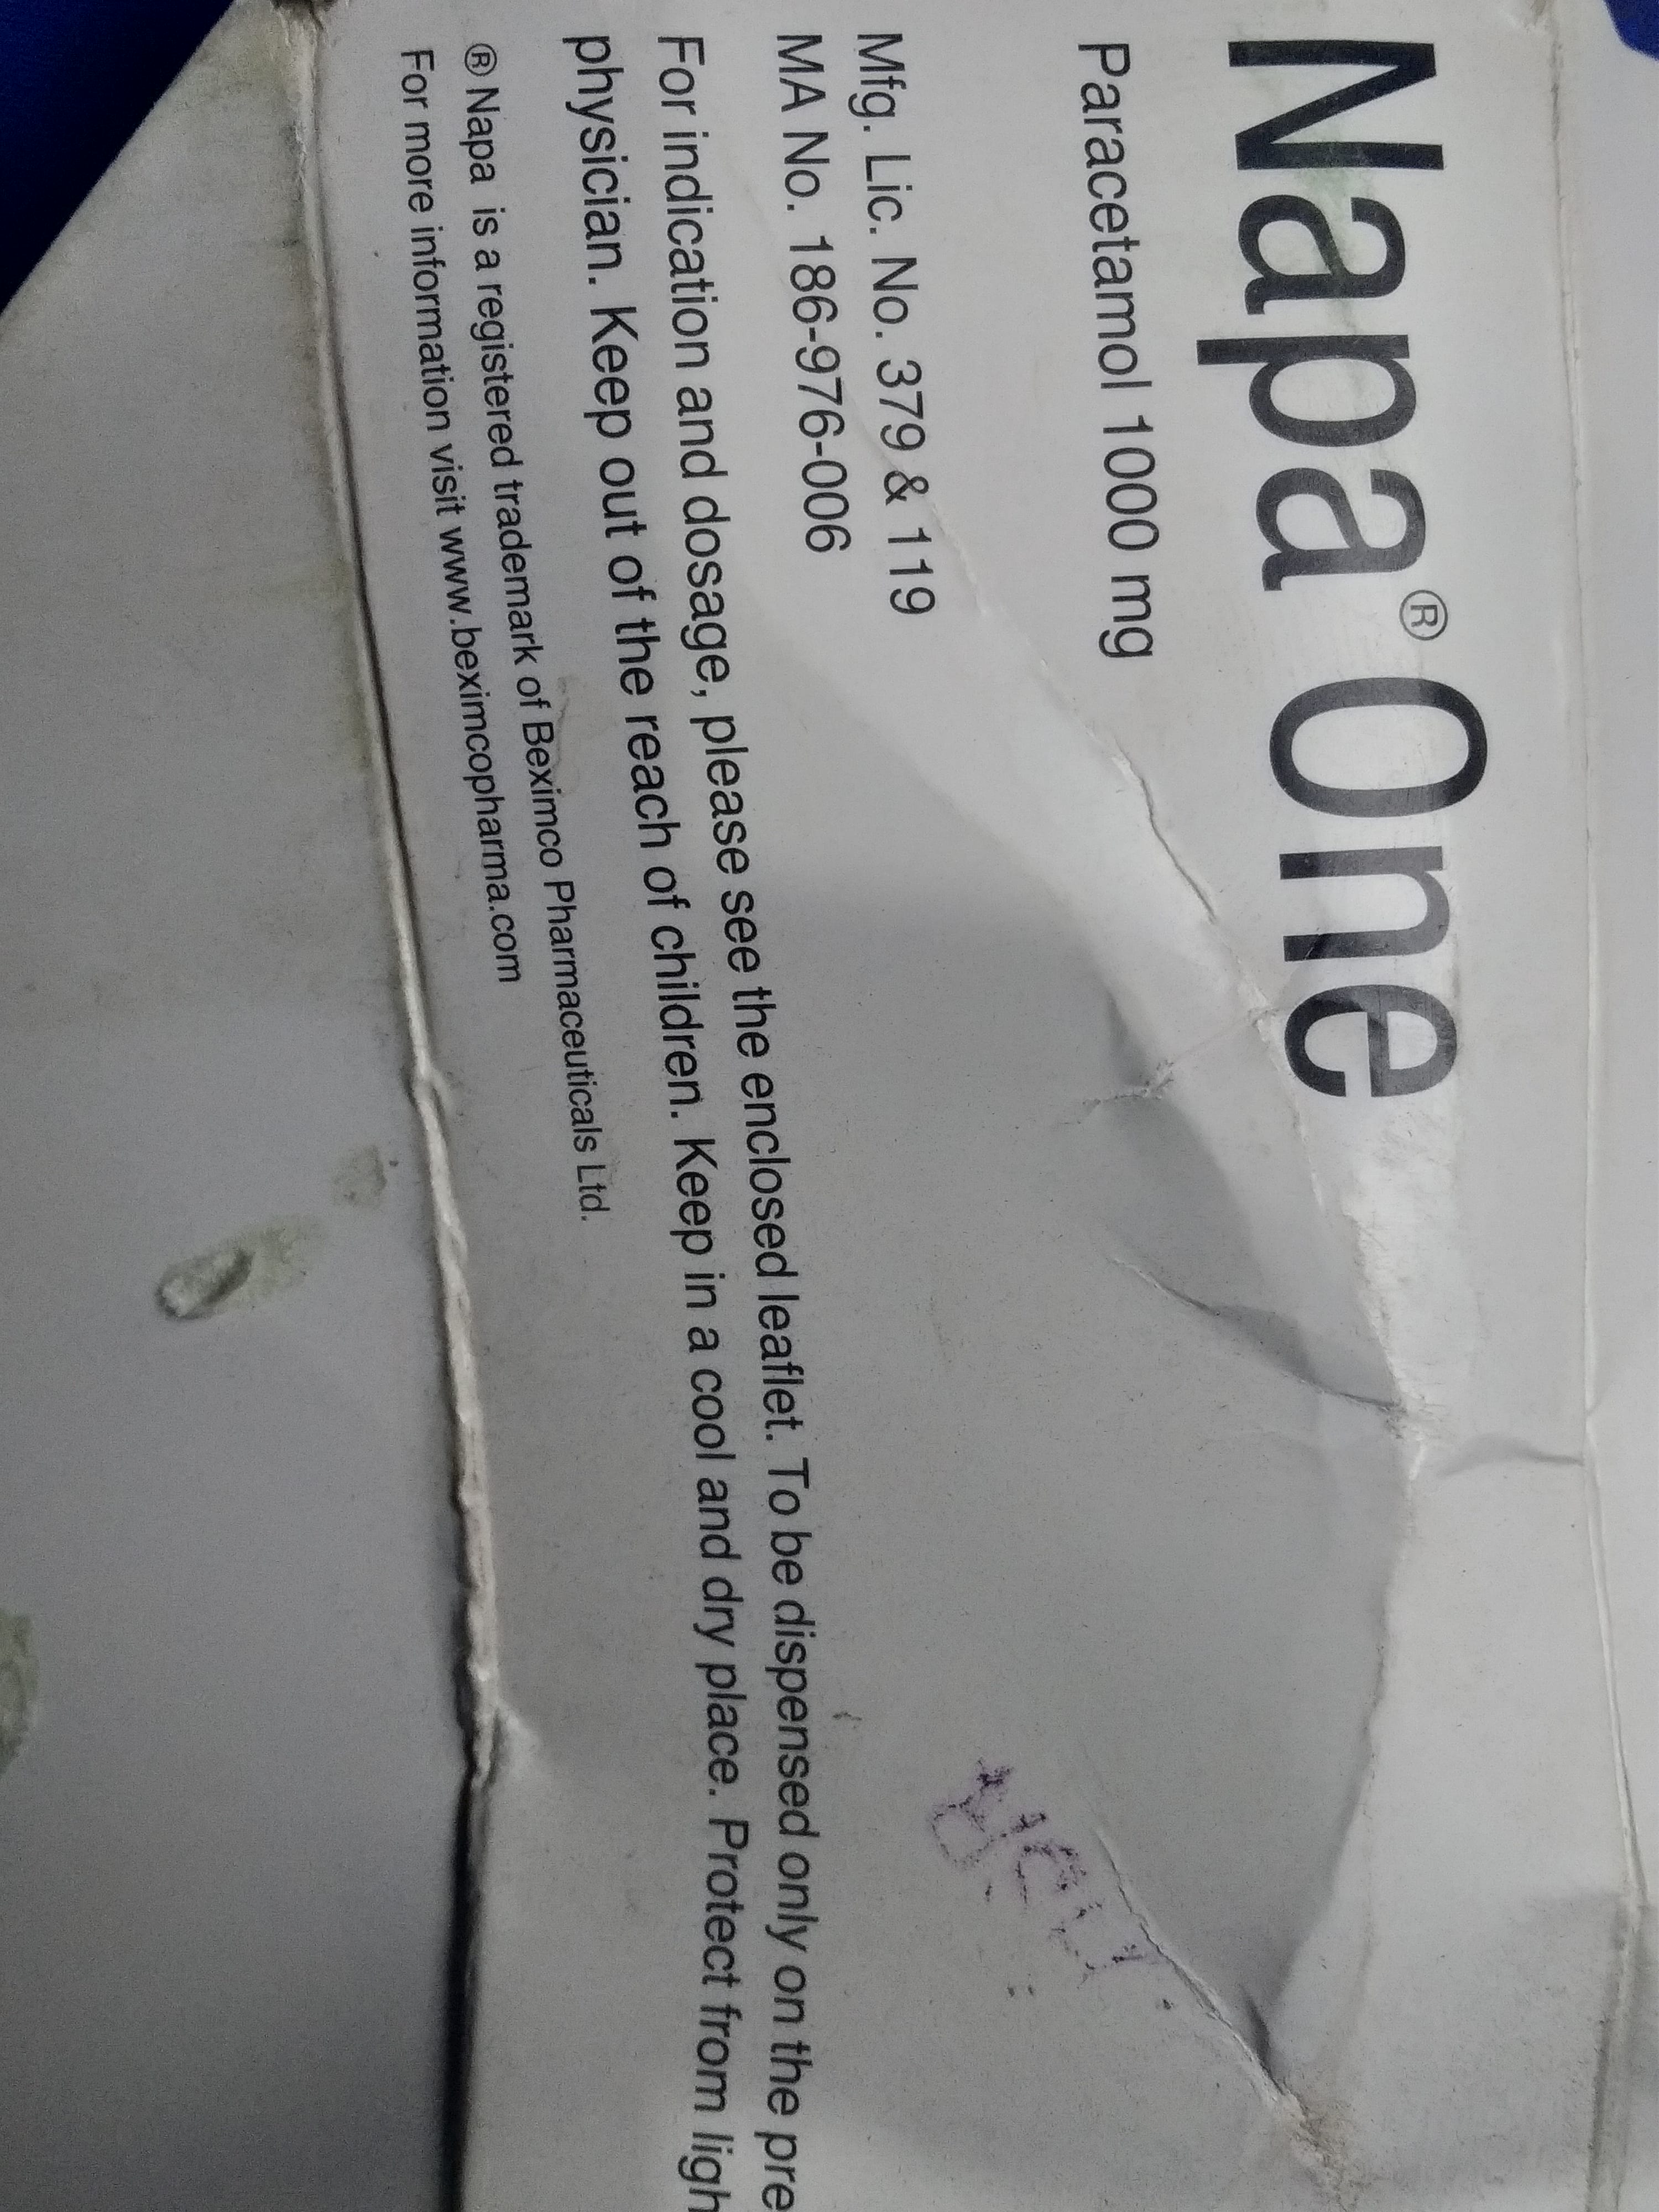 Napa® One
Paracetamol 1000 mg
Mfg. Lic. No. 379 & 119
MA No. 186-976-006
For indication and dosage, please see the enclosed leaflet. To be dispensed only on the pre
physician. Keep out of the reach of children. Keep in a cool and dry place. Protect from ligh
® Napa is a registered trademark of Beximco Pharmaceuticals Ltd.
For more information visit www.beximcopharma.com